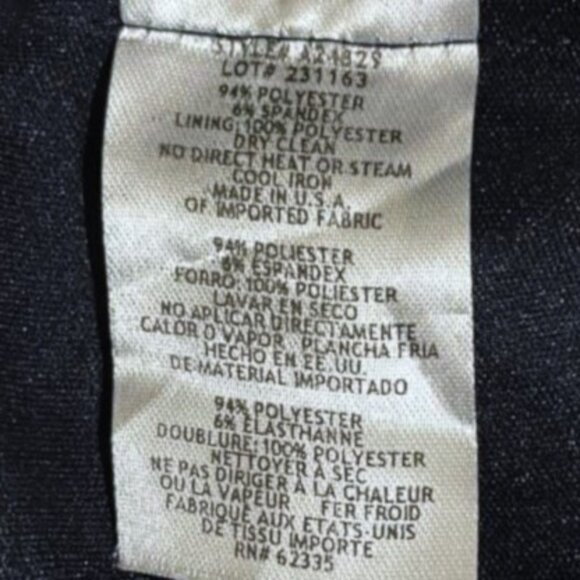 STYLE# A24829
LOT# 231163
94% POLYESTER
6% SPANDEX
LINING: 100% POLYESTER
DRY CLEAN
NO DIRECT HEAT OR STEAM
COOL IRON
MADE IN U.S.A.
OF IMPORTED FABRIC
94% POLIESTER
6% ESPANDEX
FORRO: 100% POLIESTER
LAVAR EN SECO
NO APLICAR DIRECTAMENTE
CALOR O VAPOR, PLANCHA FRIA
HECHO EN EE.UU.
DE MATERIAL IMPORTADO
94% POLYESTER
6% ELASTHANNE
DOUBLURE: 100% POLYESTER
NETTOYER À SEC
NE PAS DIRIGER À LA CHALEUR
OU LA VAPEUR FER FROID
FABRIQUE AUX ETATS-UNIS
DE TISSU IMPORTE
RN# 62335